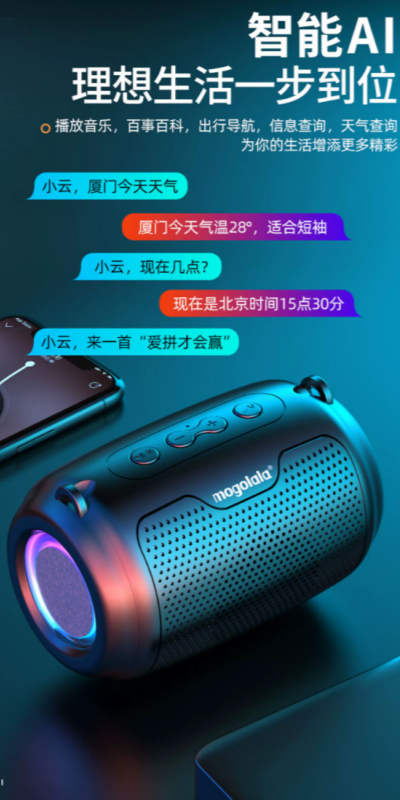 智能AI
理想生活一步到位
播放音乐，百事百科，出行导航，信息查询，天气查询
为你的生活增添更多精彩
小云，厦门今天天气
厦门今天气温28°，适合短袖
小云，现在几点？
现在是北京时间15点30分
小云，来一首“爱拼才会赢”
mogolala®